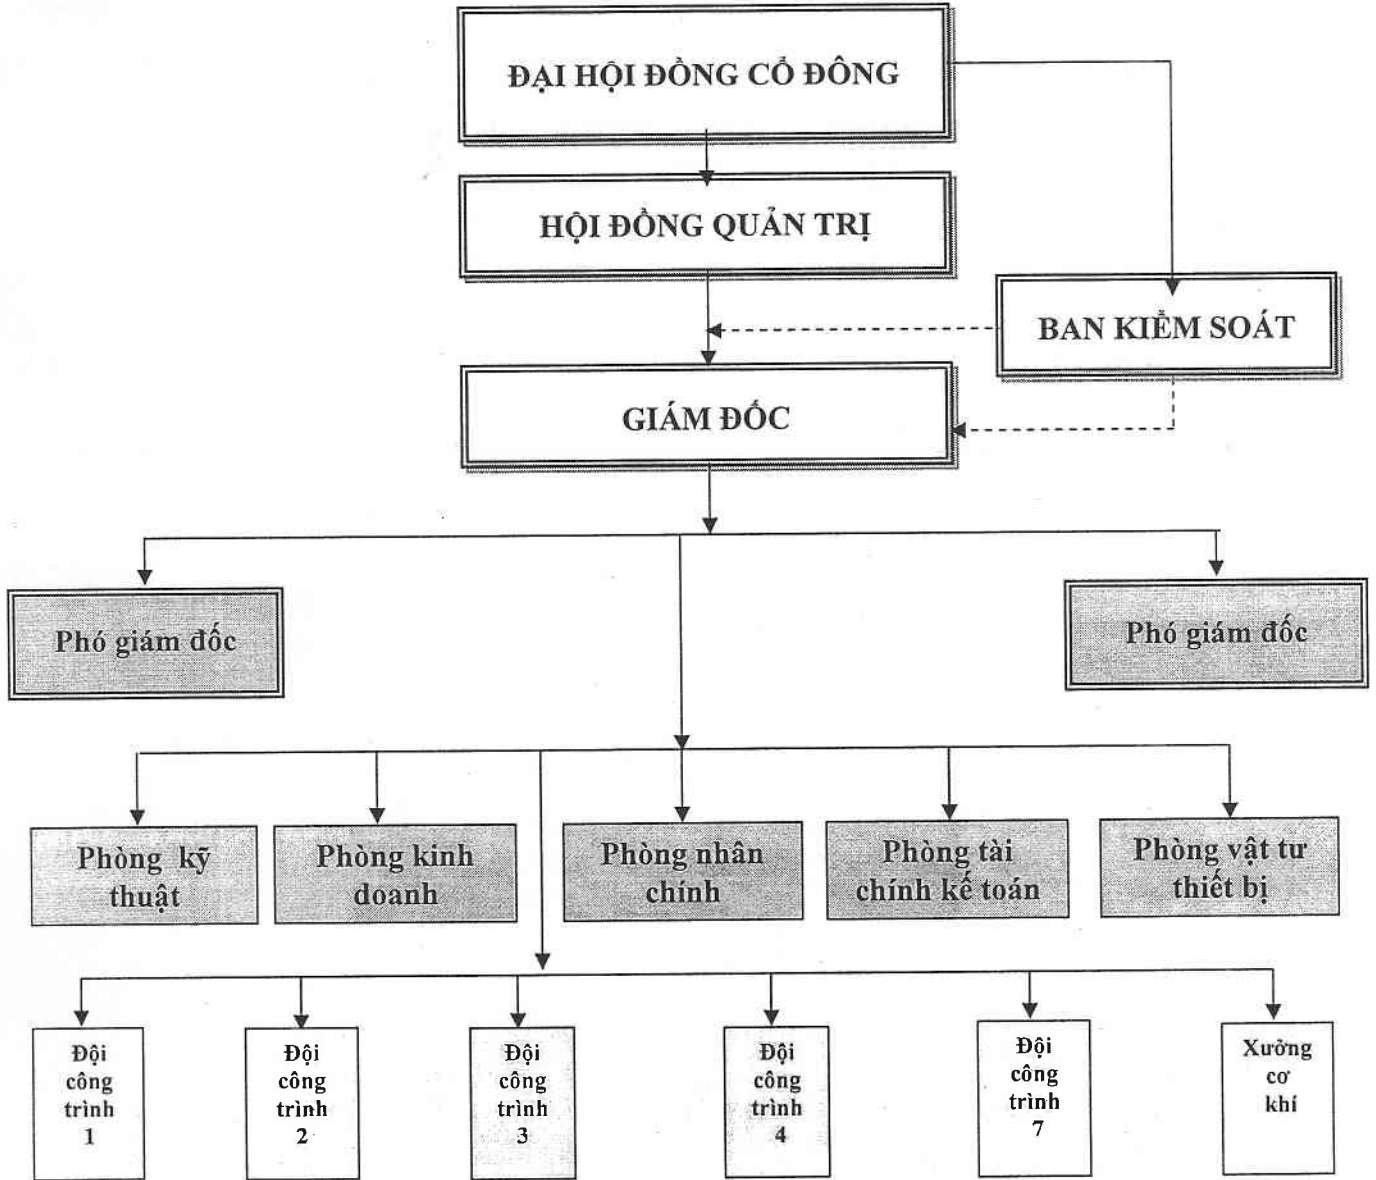 ĐẠI HỘI ĐỒNG CỔ ĐÔNG
HỘI ĐỒNG QUẢN TRỊ
BAN KIỂM SOÁT
GIÁM ĐỐC
Phó giám đốc
Phó giám đốc
Phòng kỹ
thuật
Phòng kinh
doanh
Phòng nhân
chính
Phòng tài
chính kế toán
Phòng vật tư
thiết bị
Đội
công
trình
1
Đội
công
trình
2
Đội
công
trình
3
Đội
công
trình
4
Đội
công
trình
7
Xưởng
cơ
khí